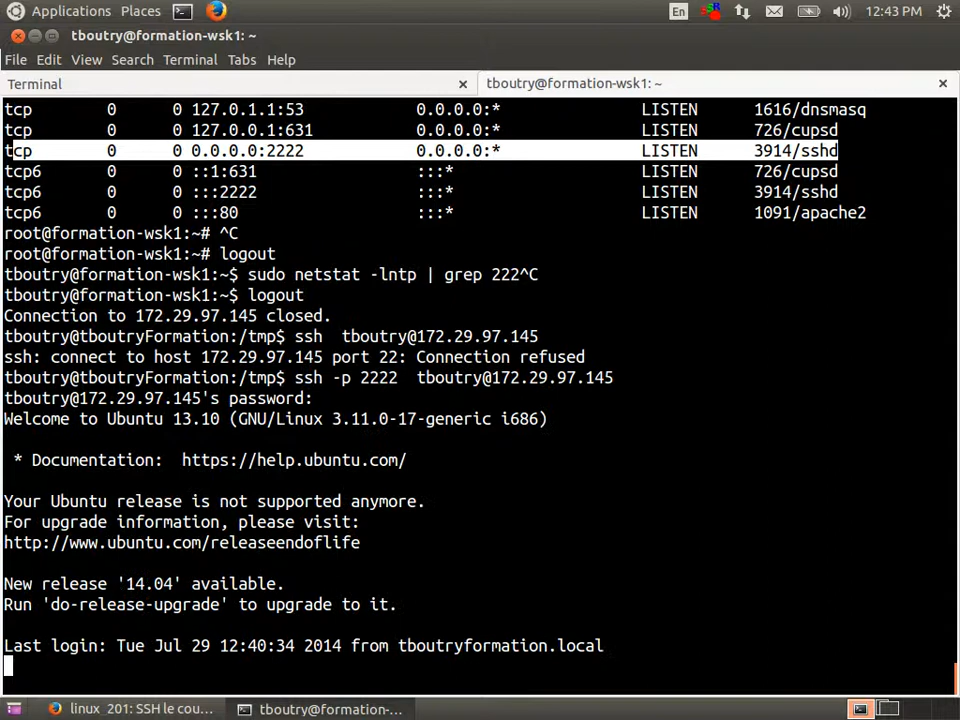 Applications Places En 12:43 PM
tboutry@formation-wsk1: ~
File Edit View Search Terminal Tabs Help
Terminal tboutry@formation-wsk1: ~
tcp 0 0 127.0.1.1:53 0.0.0.0:* LISTEN 1616/dnsmasq
tcp 0 0 127.0.0.1:631 0.0.0.0:* LISTEN 726/cupsd
tcp 0 0 0.0.0.0:2222 0.0.0.0:* LISTEN 3914/sshd
tcp6 0 0 ::1:631 :::* LISTEN 726/cupsd
tcp6 0 0 :::2222 :::* LISTEN 3914/sshd
tcp6 0 0 :::80 :::* LISTEN 1091/apache2
root@formation-wsk1:~# ^C
root@formation-wsk1:~# logout
tboutry@formation-wsk1:~$ sudo netstat -lntp | grep 222^C
tboutry@formation-wsk1:~$ logout
Connection to 172.29.97.145 closed.
tboutry@tboutryFormation:/tmp$ ssh  tboutry@172.29.97.145
ssh: connect to host 172.29.97.145 port 22: Connection refused
tboutry@tboutryFormation:/tmp$ ssh -p 2222  tboutry@172.29.97.145
tboutry@172.29.97.145's password:
Welcome to Ubuntu 13.10 (GNU/Linux 3.11.0-17-generic i686)
* Documentation:  https://help.ubuntu.com/
Your Ubuntu release is not supported anymore.
For upgrade information, please visit:
http://www.ubuntu.com/releaseendoflife
New release '14.04' available.
Run 'do-release-upgrade' to upgrade to it.
Last login: Tue Jul 29 12:40:34 2014 from tboutryformation.local
linux_201: SSH le cou... tboutry@formation-...